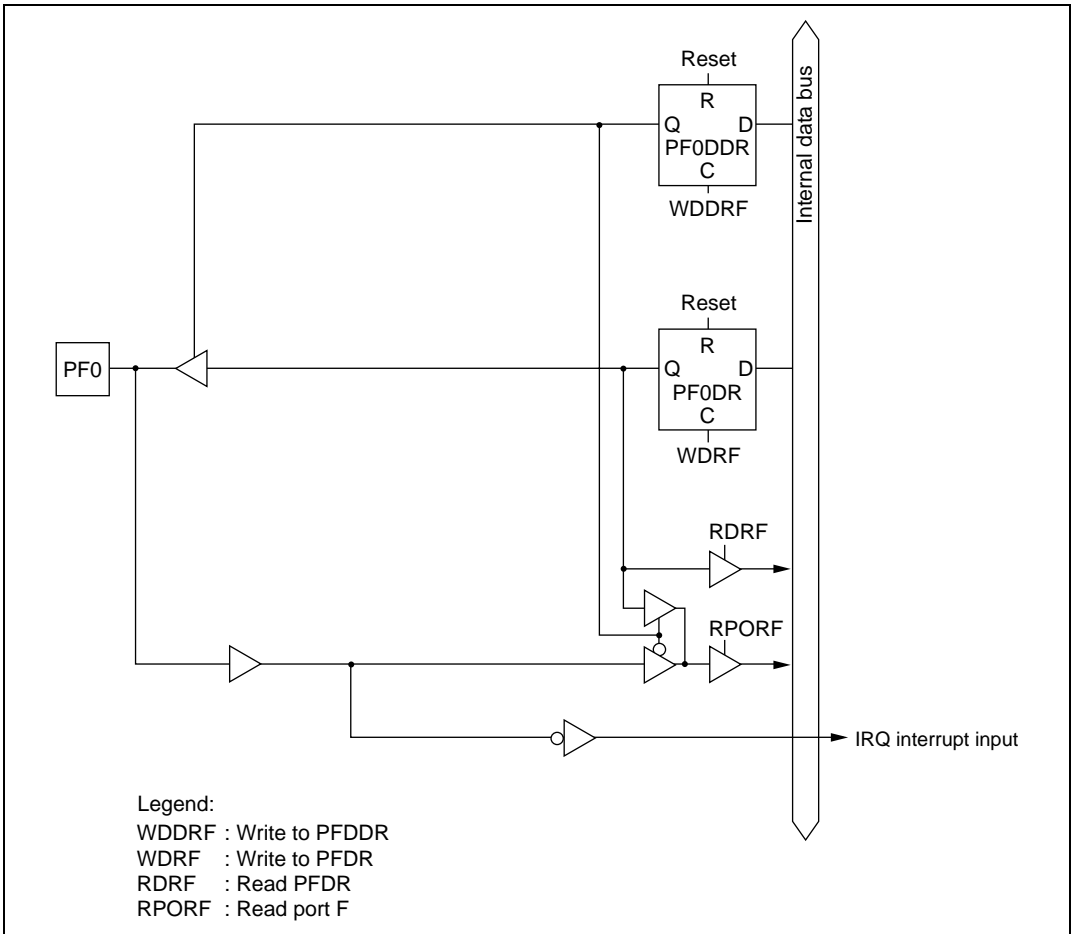 Reset
R
Q D
PF0DDR
C
WDDRF
Internal data bus
Reset
R
PF0
Q D
PF0DR
C
WDRF
RDRF
RPORF
IRQ interrupt input
Legend:
WDDRF : Write to PFDDR
WDRF : Write to PFDR
RDRF : Read PFDR
RPORF : Read port F